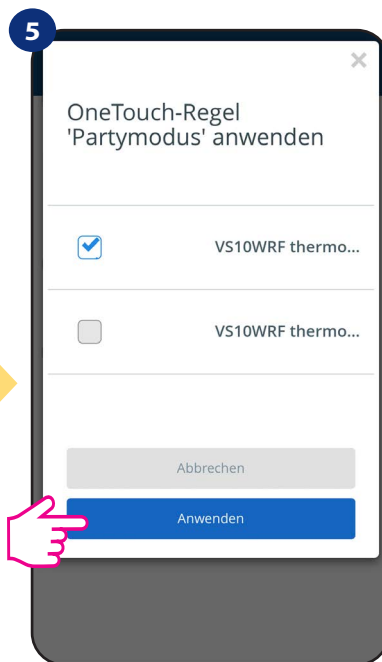 5
OneTouch-Regel
'Partymodus' anwenden
VS10WRF thermo...
VS10WRF thermo...
Abbrechen
Anwenden